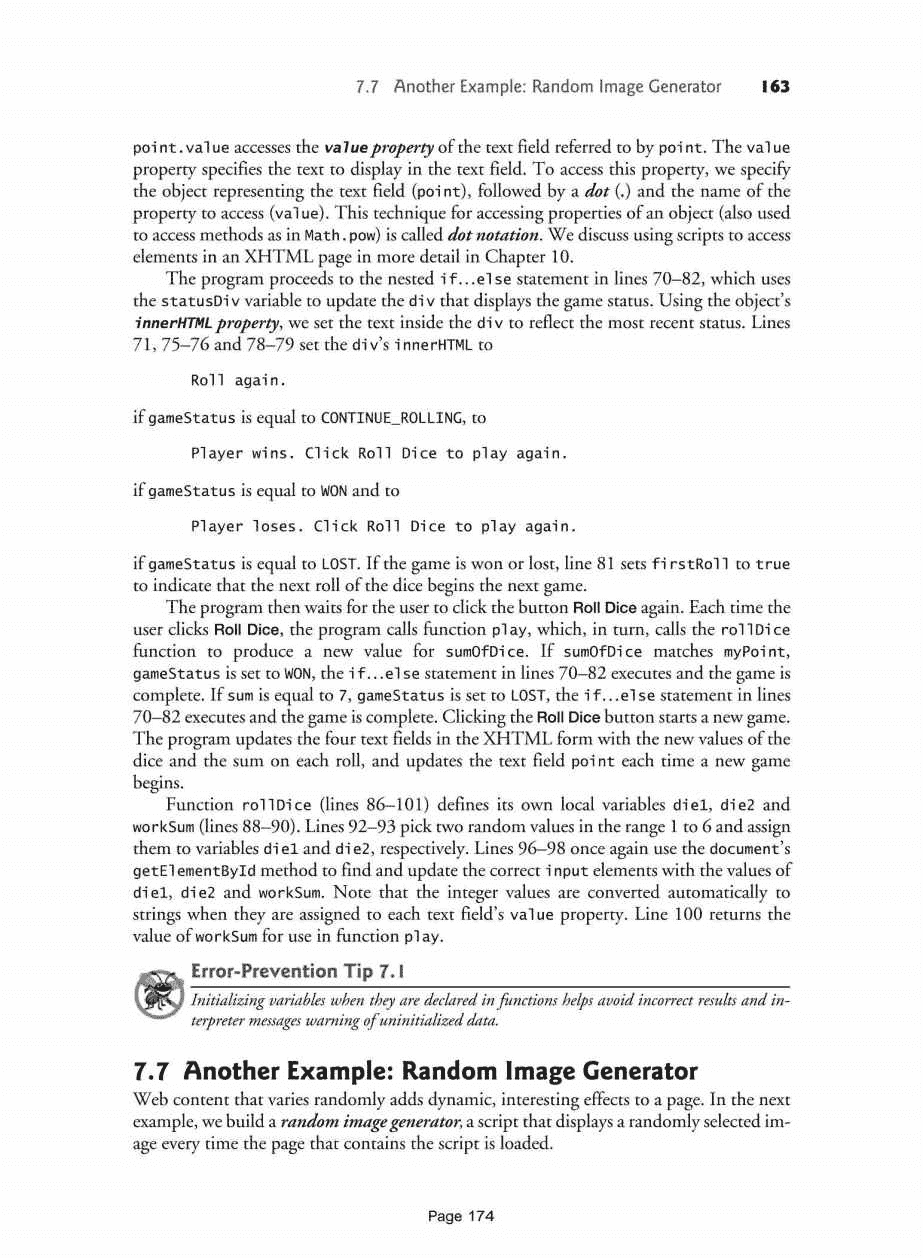 7.7 Another Example: Random Image Generator 163
point.value accesses the value property of the text field referred to by point. The value
property specifies the text to display in the text field. To access this property, we specify
the object representing the text field (point), followed by a dot (.) and the name of the
property to access (value). This technique for accessing properties of an object (also used
to access methods as in Math.pow) is called dot notation. We discuss using scripts to access
elements in an XHTML page in more detail in Chapter 10.
The program proceeds to the nested if...else statement in lines 70–82, which uses
the statusDiv variable to update the div that displays the game status. Using the object's
innerHTML property, we set the text inside the div to reflect the most recent status. Lines
71, 75–76 and 78–79 set the div's innerHTML to
Roll again.
if gameStatus is equal to CONTINUE_ROLLING, to
Player wins. Click Roll Dice to play again.
if gameStatus is equal to WON and to
Player loses. Click Roll Dice to play again.
if gameStatus is equal to LOST. If the game is won or lost, line 81 sets firstRoll to true
to indicate that the next roll of the dice begins the next game.
The program then waits for the user to click the button Roll Dice again. Each time the
user clicks Roll Dice, the program calls function play, which, in turn, calls the rollDice
function to produce a new value for sumOfDice. If sumOfDice matches myPoint,
gameStatus is set to WON, the if...else statement in lines 70–82 executes and the game is
complete. If sum is equal to 7, gameStatus is set to LOST, the if...else statement in lines
70–82 executes and the game is complete. Clicking the Roll Dice button starts a new game.
The program updates the four text fields in the XHTML form with the new values of the
dice and the sum on each roll, and updates the text field point each time a new game
begins.
Function rollDice (lines 86–101) defines its own local variables die1, die2 and
workSum (lines 88–90). Lines 92–93 pick two random values in the range 1 to 6 and assign
them to variables die1 and die2, respectively. Lines 96–98 once again use the document's
getElementById method to find and update the correct input elements with the values of
die1, die2 and workSum. Note that the integer values are converted automatically to
strings when they are assigned to each text field's value property. Line 100 returns the
value of workSum for use in function play.
Error-Prevention Tip 7.1
Initializing variables when they are declared in functions helps avoid incorrect results and in-
terpreter messages warning of uninitialized data.
7.7 Another Example: Random Image Generator
Web content that varies randomly adds dynamic, interesting effects to a page. In the next
example, we build a random image generator, a script that displays a randomly selected im-
age every time the page that contains the script is loaded.
Page 174